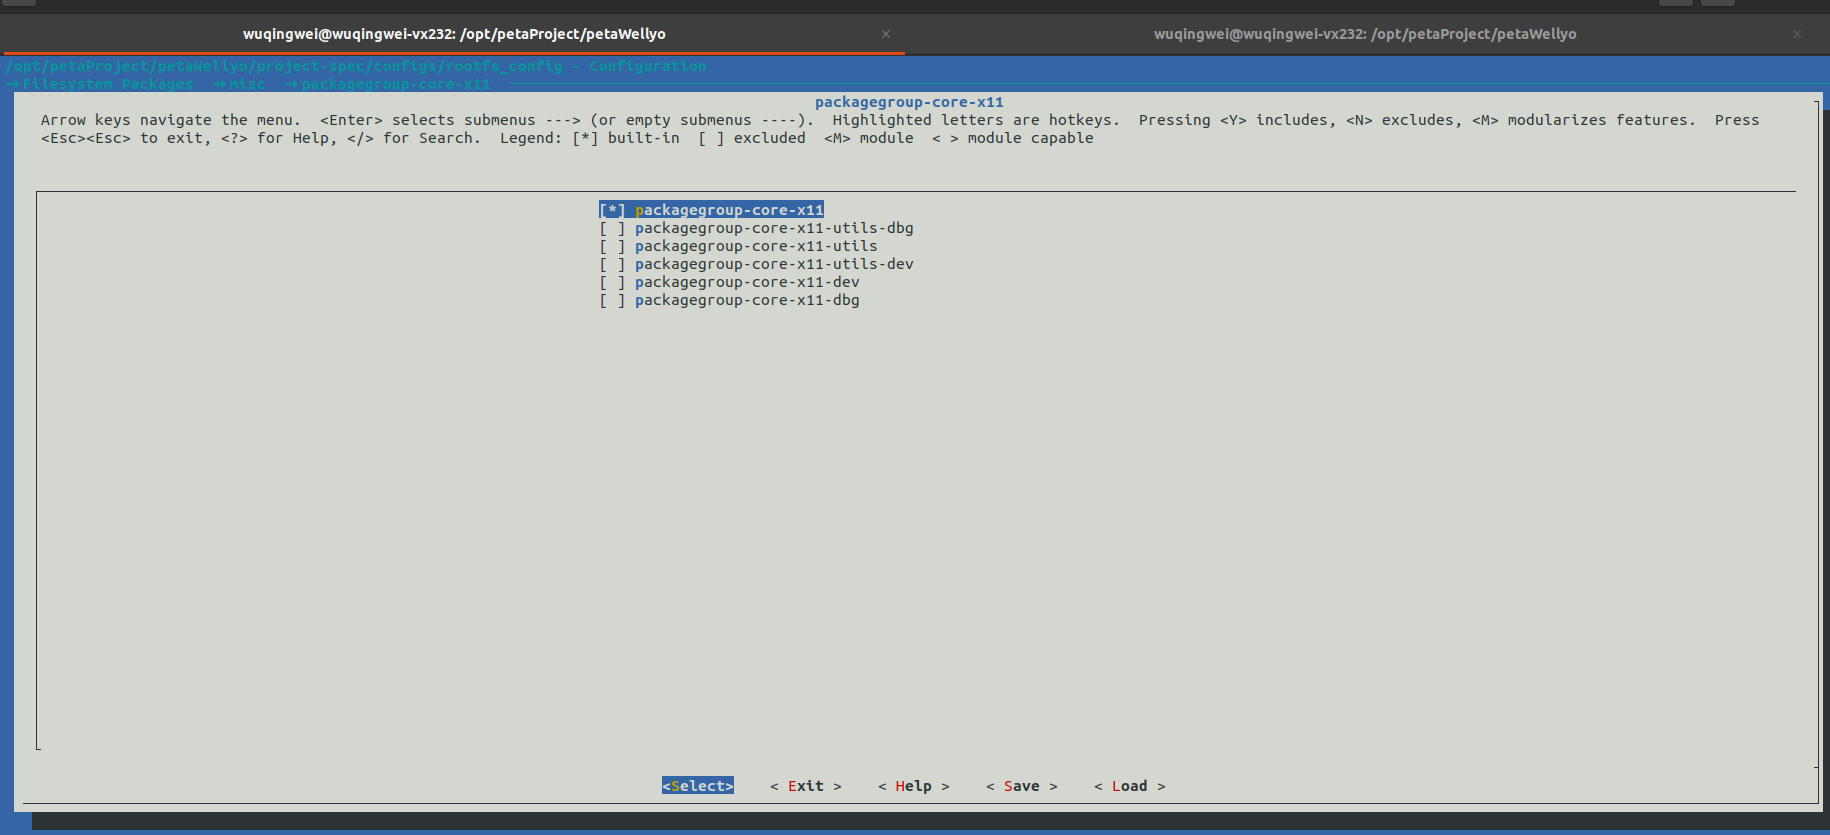 wuqingwei@wuqingwei-vx232: /opt/petaProject/petaWellyo × wuqingwei@wuqingwei-vx232: /opt/petaProject/petaWellyo ×
/opt/petaProject/petaWellyo/project-spec/configs/rootfs_config - Configuration
→ Filesystem Packages → misc → packagegroup-core-x11
packagegroup-core-x11
Arrow keys navigate the menu.  <Enter> selects submenus ---> (or empty submenus ----).  Highlighted letters are hotkeys.  Pressing <Y> includes, <N> excludes, <M> modularizes features.  Press
<Esc><Esc> to exit, <?> for Help, </> for Search.  Legend: [*] built-in  [ ] excluded  <M> module  < > module capable
[*] packagegroup-core-x11
[ ] packagegroup-core-x11-utils-dbg
[ ] packagegroup-core-x11-utils
[ ] packagegroup-core-x11-utils-dev
[ ] packagegroup-core-x11-dev
[ ] packagegroup-core-x11-dbg
<Select>    < Exit >    < Help >    < Save >    < Load >